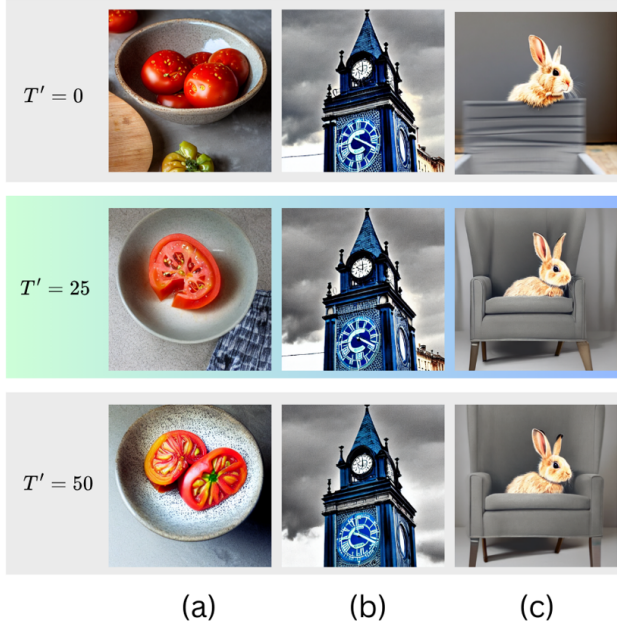 T′ = 0
T′ = 25
T′ = 50
(a) (b) (c)